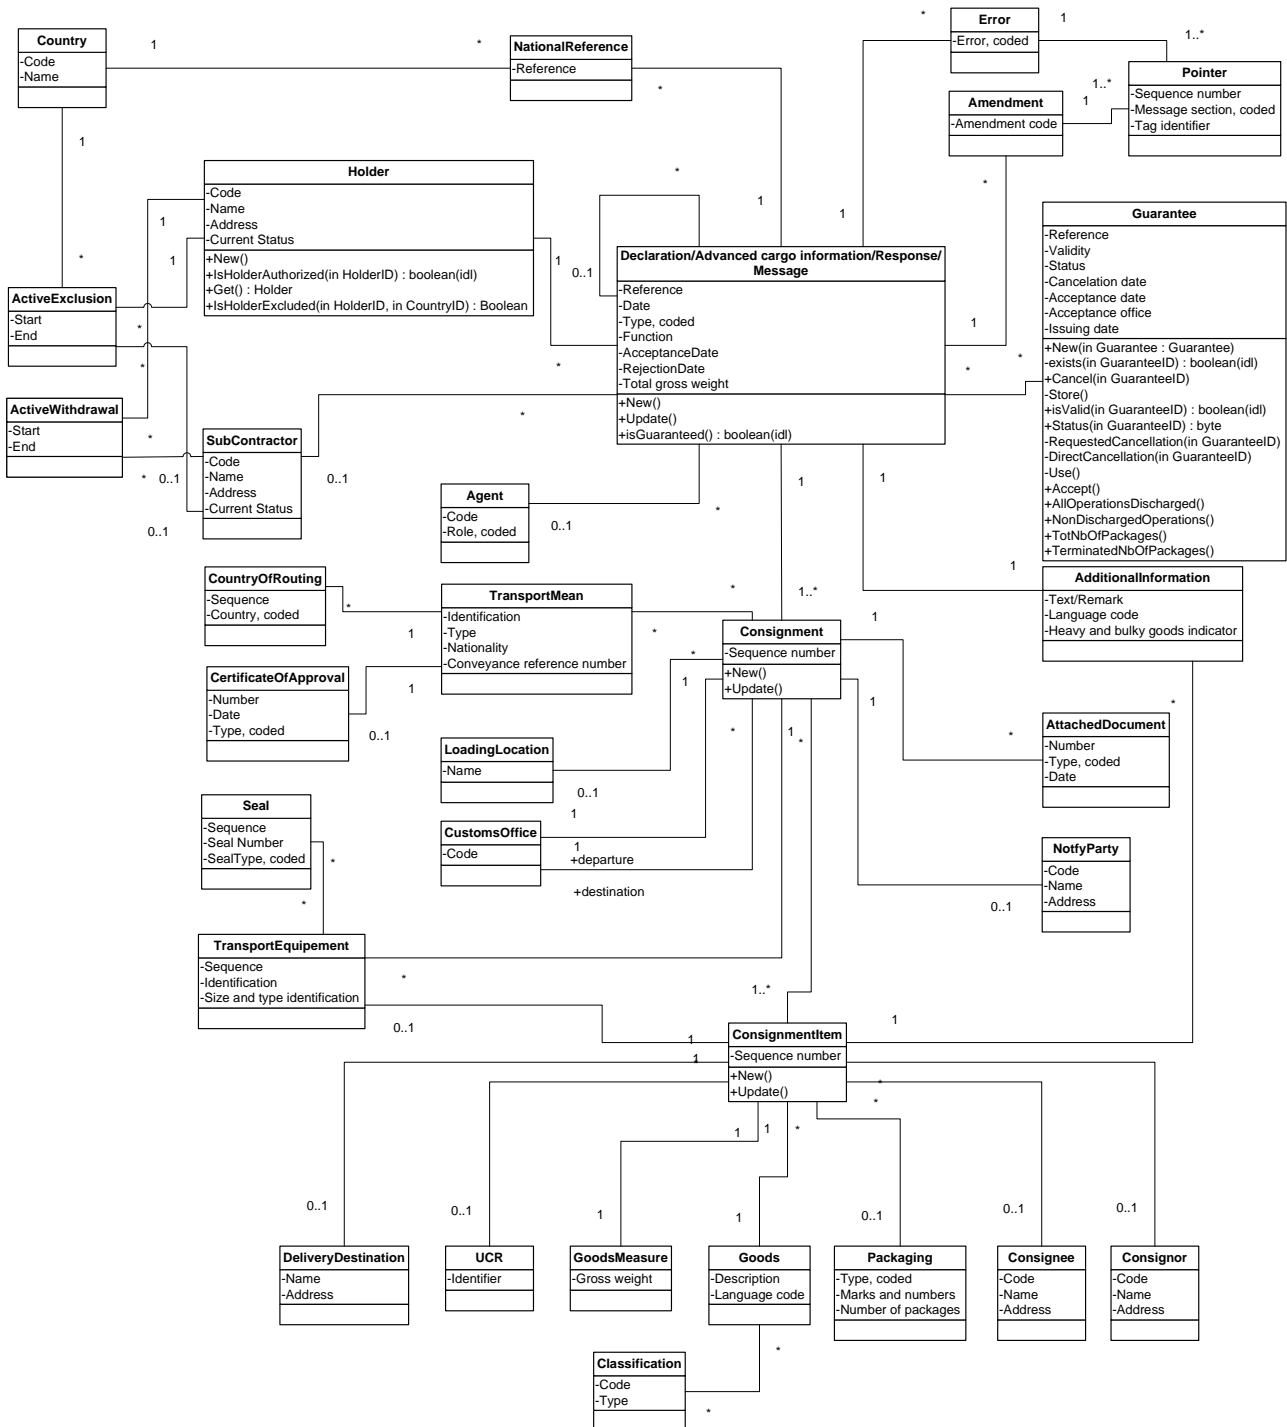 Country
-Code
-Name
1
*
NationalReference
-Reference
*
*
Error
-Error, coded
1
1..*
Pointer
-Sequence number
-Message section, coded
-Tag identifier
1..*
1
Amendment
-Amendment code
*
1
Holder
-Code
-Name
-Address
-Current Status
+New()
+IsHolderAuthorized(in HolderID) : boolean(idl)
+Get() : Holder
+IsHolderExcluded(in HolderID, in CountryID) : Boolean
1
1
1
*
0..1
1
1
Declaration/Advanced cargo information/Response/
Message
-Reference
-Date
-Type, coded
-Function
-AcceptanceDate
-RejectionDate
-Total gross weight
+New()
+Update()
+isGuaranteed() : boolean(idl)
1
*
*
*
*
Guarantee
-Reference
-Validity
-Status
-Cancelation date
-Acceptance date
-Acceptance office
-Issuing date
+New(in Guarantee : Guarantee)
-exists(in GuaranteeID) : boolean(idl)
+Cancel(in GuaranteeID)
-Store()
+isValid(in GuaranteeID) : boolean(idl)
+Status(in GuaranteeID) : byte
-RequestedCancellation(in GuaranteeID)
-DirectCancellation(in GuaranteeID)
-Use()
+Accept()
+AllOperationsDischarged()
+NonDischargedOperations()
+TotNbOfPackages()
+TerminatedNbOfPackages()
*
ActiveExclusion
-Start
-End
*
*
ActiveWithdrawal
-Start
-End
*
*
0..1
0..1
SubContractor
-Code
-Name
-Address
-Current Status
0..1
Agent
-Code
-Role, coded
0..1
*
1
1
1
AdditionalInformation
-Text/Remark
-Language code
-Heavy and bulky goods indicator
*
CountryOfRouting
-Sequence
-Country, coded
*
1
TransportMean
-Identification
-Type
-Nationality
-Conveyance reference number
*
*
1..*
Consignment
-Sequence number
+New()
+Update()
1
1
CertificateOfApproval
-Number
-Date
-Type, coded
0..1
1
*
1
*
1
*
LoadingLocation
-Name
0..1
AttachedDocument
-Number
-Type, coded
-Date
*
Seal
-Sequence
-Seal Number
-SealType, coded
*
*
CustomsOffice
-Code
1
1
+departure
+destination
NotfyParty
-Code
-Name
-Address
0..1
TransportEquipement
-Sequence
-Identification
-Size and type identification
*
0..1
1..*
1
1
1
ConsignmentItem
-Sequence number
+New()
+Update()
*
*
1
1
*
0..1
0..1
1
1
0..1
0..1
0..1
DeliveryDestination
-Name
-Address
UCR
-Identifier
GoodsMeasure
-Gross weight
Goods
-Description
-Language code
Packaging
-Type, coded
-Marks and numbers
-Number of packages
Consignee
-Code
-Name
-Address
Consignor
-Code
-Name
-Address
*
Classification
-Code
-Type
*